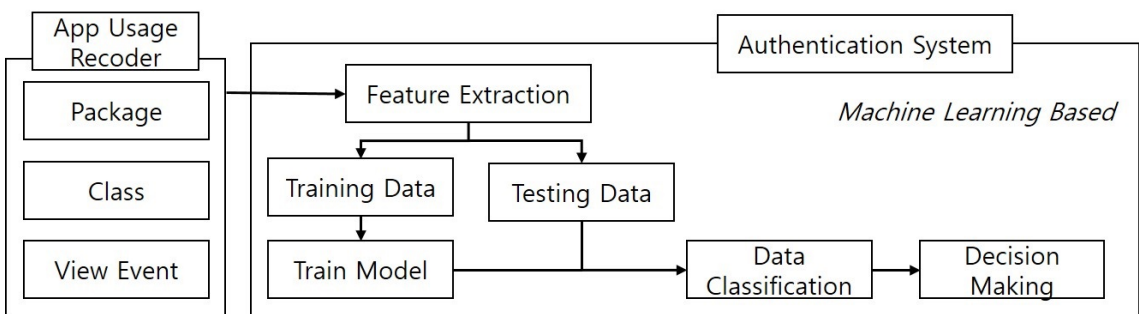 App Usage
Recoder
Package
Class
View Event
Authentication System
Machine Learning Based
Feature Extraction
Training Data
Testing Data
Train Model
Data
Classification
Decision
Making